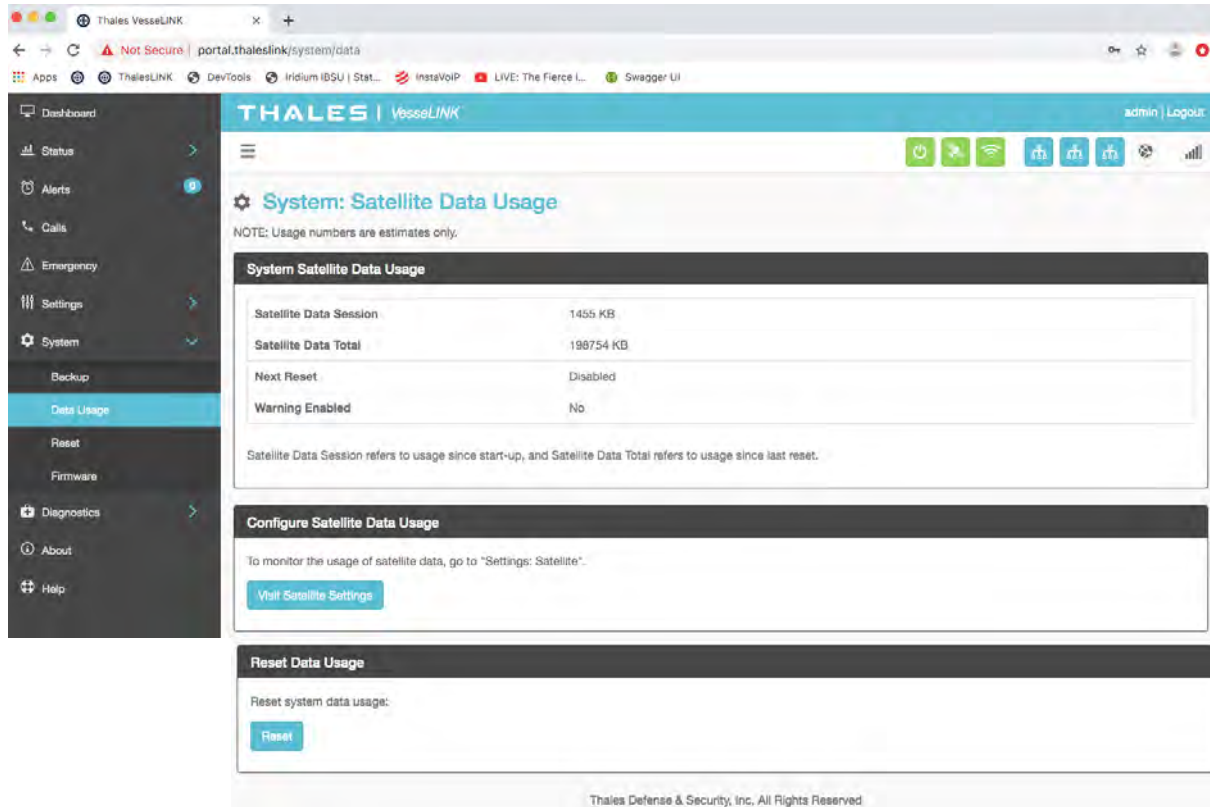 Thales VesseLINK
Not Secure | portal.thaleslink/system/data
Apps ThalesLINK DevTools Iridium IBSU | Stat... InstaVoIP LIVE: The Fierce I... Swagger UI
THALES | VesseLINK admin | Logout
Dashboard
Status
Alerts 0
Calls
Emergency
Settings
System
Backup
Data Usage
Reset
Firmware
Diagnostics
About
Help
System: Satellite Data Usage
NOTE: Usage numbers are estimates only.
System Satellite Data Usage
Satellite Data Session 1455 KB
Satellite Data Total 198754 KB
Next Reset Disabled
Warning Enabled No
Satellite Data Session refers to usage since start-up, and Satellite Data Total refers to usage since last reset.
Configure Satellite Data Usage
To monitor the usage of satellite data, go to "Settings: Satellite".
Visit Satellite Settings
Reset Data Usage
Reset system data usage:
Reset
Thales Defense & Security, Inc. All Rights Reserved